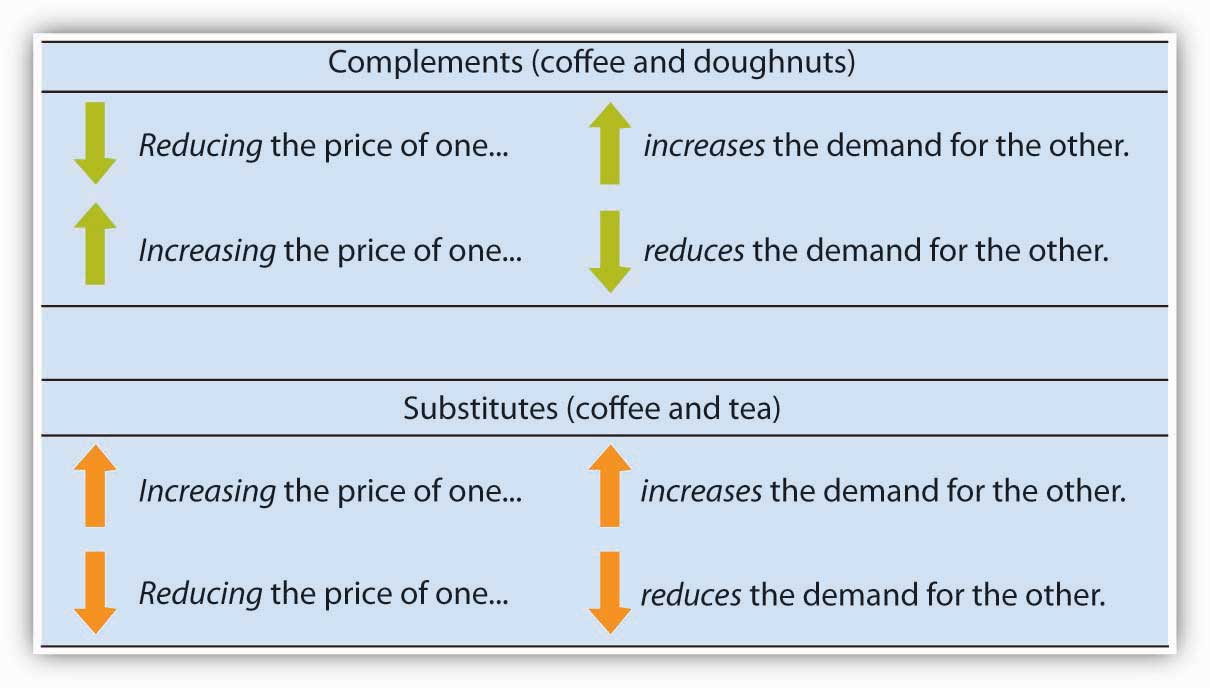 Complements (coffee and doughnuts)
Reducing the price of one... increases the demand for the other.
Increasing the price of one... reduces the demand for the other.
Substitutes (coffee and tea)
Increasing the price of one... increases the demand for the other.
Reducing the price of one... reduces the demand for the other.